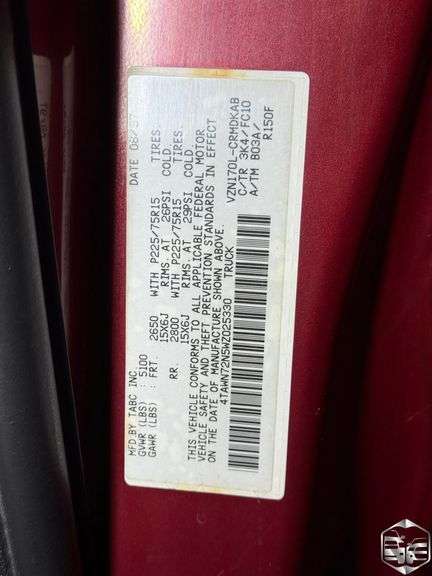 MFD BY TABC INC DATE 08/97
GVWR (LBS) : 5100
GAWR (LBS) : FRT. 2650 WITH P225/75R15 TIRES
15X6J RIMS AT 26PSI COLD.
RR. 2800 WITH P225/75R15 TIRES
15X6J RIMS AT 29PSI COLD.
THIS VEHICLE CONFORMS TO ALL APPLICABLE FEDERAL MOTOR
VEHICLE SAFETY AND THEFT PREVENTION STANDARDS IN EFFECT
ON THE DATE OF MANUFACTURE SHOWN ABOVE.
4TAWN72N5WZ025330 TRUCK
VZN170L-CRMDKAB
C/TR 3K4/FC10
A/TM B03A/
R150F